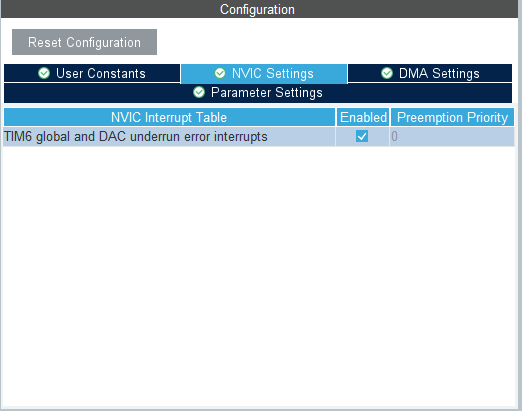 Configuration
Reset Configuration
User Constants NVIC Settings DMA Settings
Parameter Settings
NVIC Interrupt Table Enabled Preemption Priority
TIM6 global and DAC underrun error interrupts 0